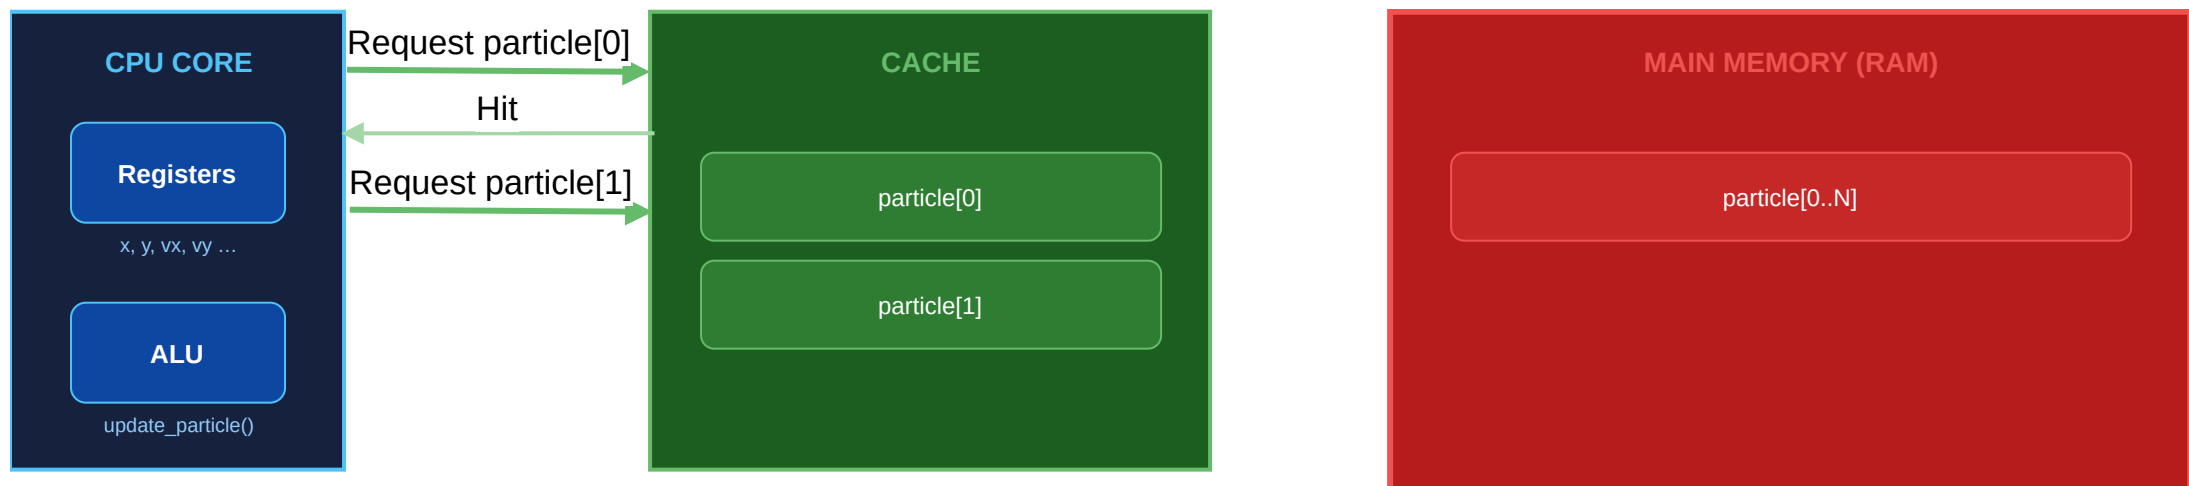 CPU CORE
Registers
x, y, vx, vy …
ALU
update_particle()
Request particle[0]
Hit
Request particle[1]
CACHE
particle[0]
particle[1]
MAIN MEMORY (RAM)
particle[0..N]